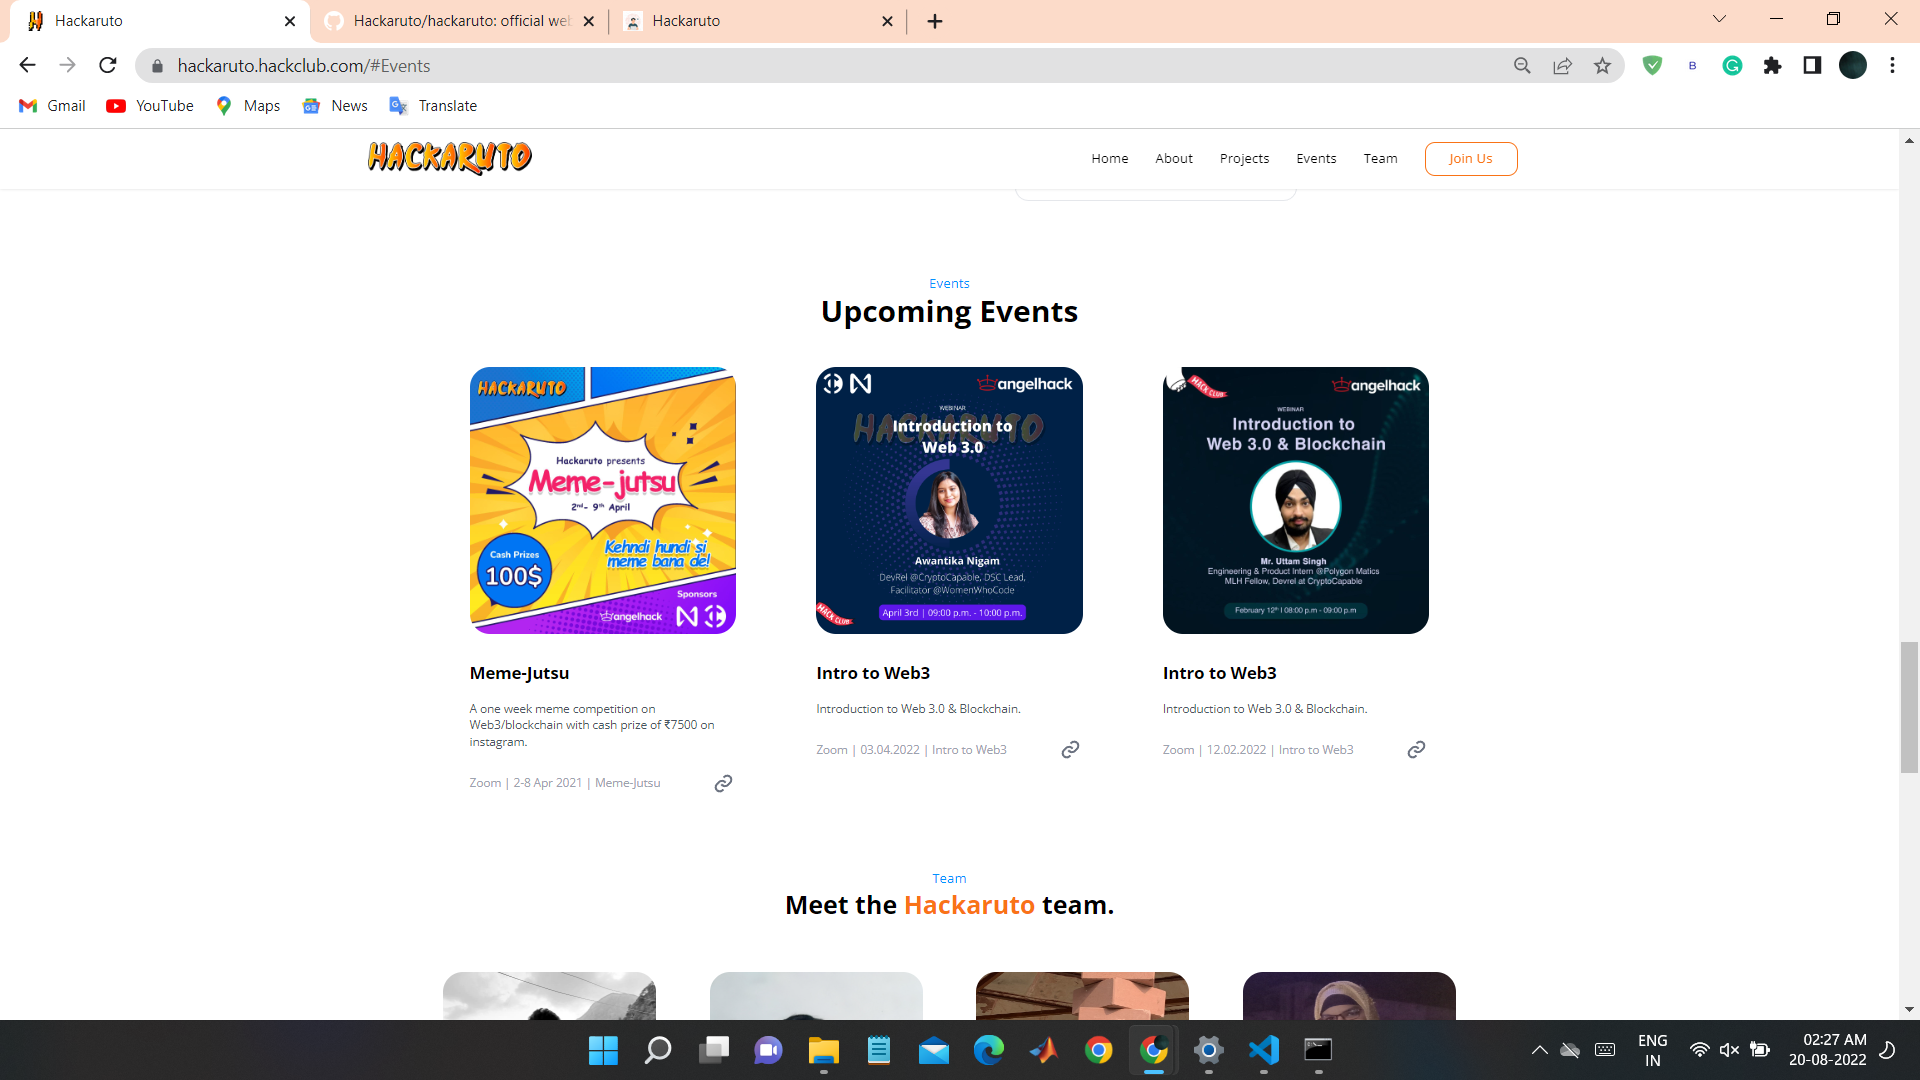 Hackaruto
Hackaruto/hackaruto: official web
Hackaruto
hackaruto.hackclub.com/#Events
B
Gmail
YouTube
Maps
News
Translate
HACKARUTO
Home
About
Projects
Events
Team
Join Us
Events
Upcoming Events
HACKARUTO
Hackaruto presents
Meme-jutsu
2nd- 9th April
Cash Prizes
100$
Kehndi hundi si
meme bana de!
Sponsors
angelhack
angelhack
WEBINAR
HACKARUTO
Introduction to
Web 3.0
Awantika Nigam
DevRel @CryptoCapable, DSC Lead,
Facilitator @WomenWhoCode
April 3rd | 09:00 p.m. - 10:00 p.m.
HACK CLUB
HACK CLUB
angelhack
WEBINAR
Introduction to
Web 3.0 & Blockchain
Mr. Uttam Singh
Engineering & Product Intern @Polygon Matics
MLH Fellow, Devrel at CryptoCapable
February 12th | 08:00 p.m - 09:00 p.m
Meme-Jutsu
A one week meme competition on
Web3/blockchain with cash prize of ₹7500 on
instagram.
Zoom | 2-8 Apr 2021 | Meme-Jutsu
Intro to Web3
Introduction to Web 3.0 & Blockchain.
Zoom | 03.04.2022 | Intro to Web3
Intro to Web3
Introduction to Web 3.0 & Blockchain.
Zoom | 12.02.2022 | Intro to Web3
Team
Meet the Hackaruto team.
ENG
IN
02:27 AM
20-08-2022